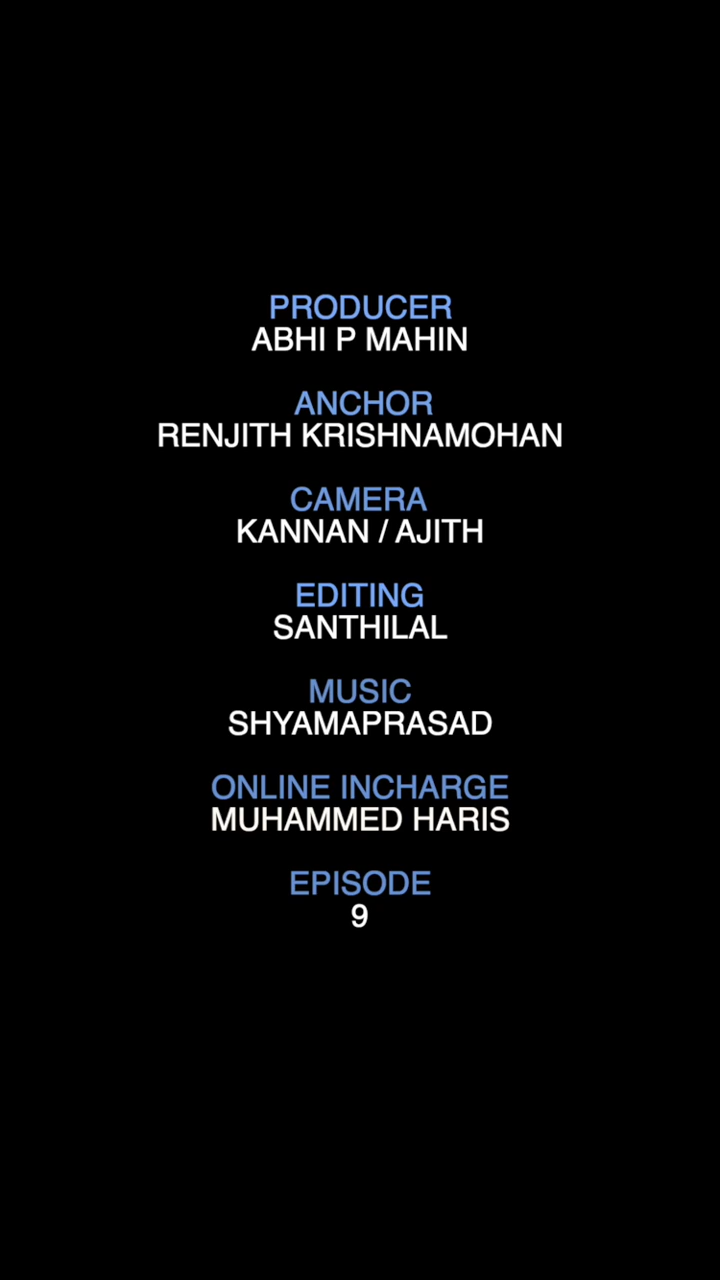 PRODUCER
ABHI P MAHIN
ANCHOR
RENJITH KRISHNAMOHAN
CAMERA
KANNAN / AJITH
EDITING
SANTHILAL
MUSIC
SHYAMAPRASAD
ONLINE INCHARGE
MUHAMMED HARIS
EPISODE
9